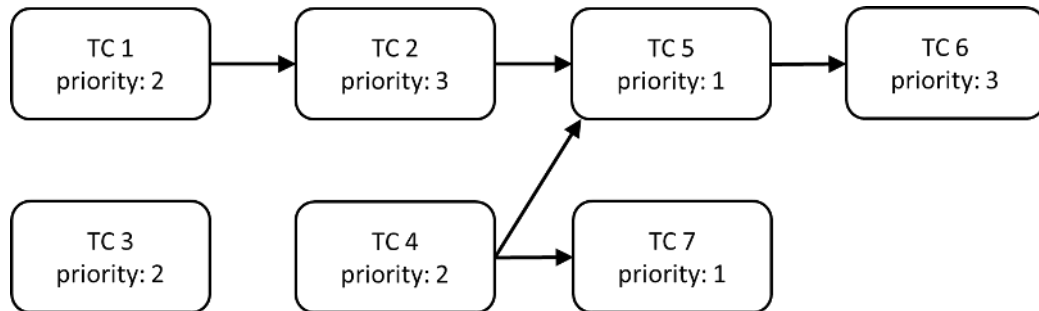 TC 1
priority: 2
TC 2
priority: 3
TC 5
priority: 1
TC 6
priority: 3
TC 3
priority: 2
TC 4
priority: 2
TC 7
priority: 1